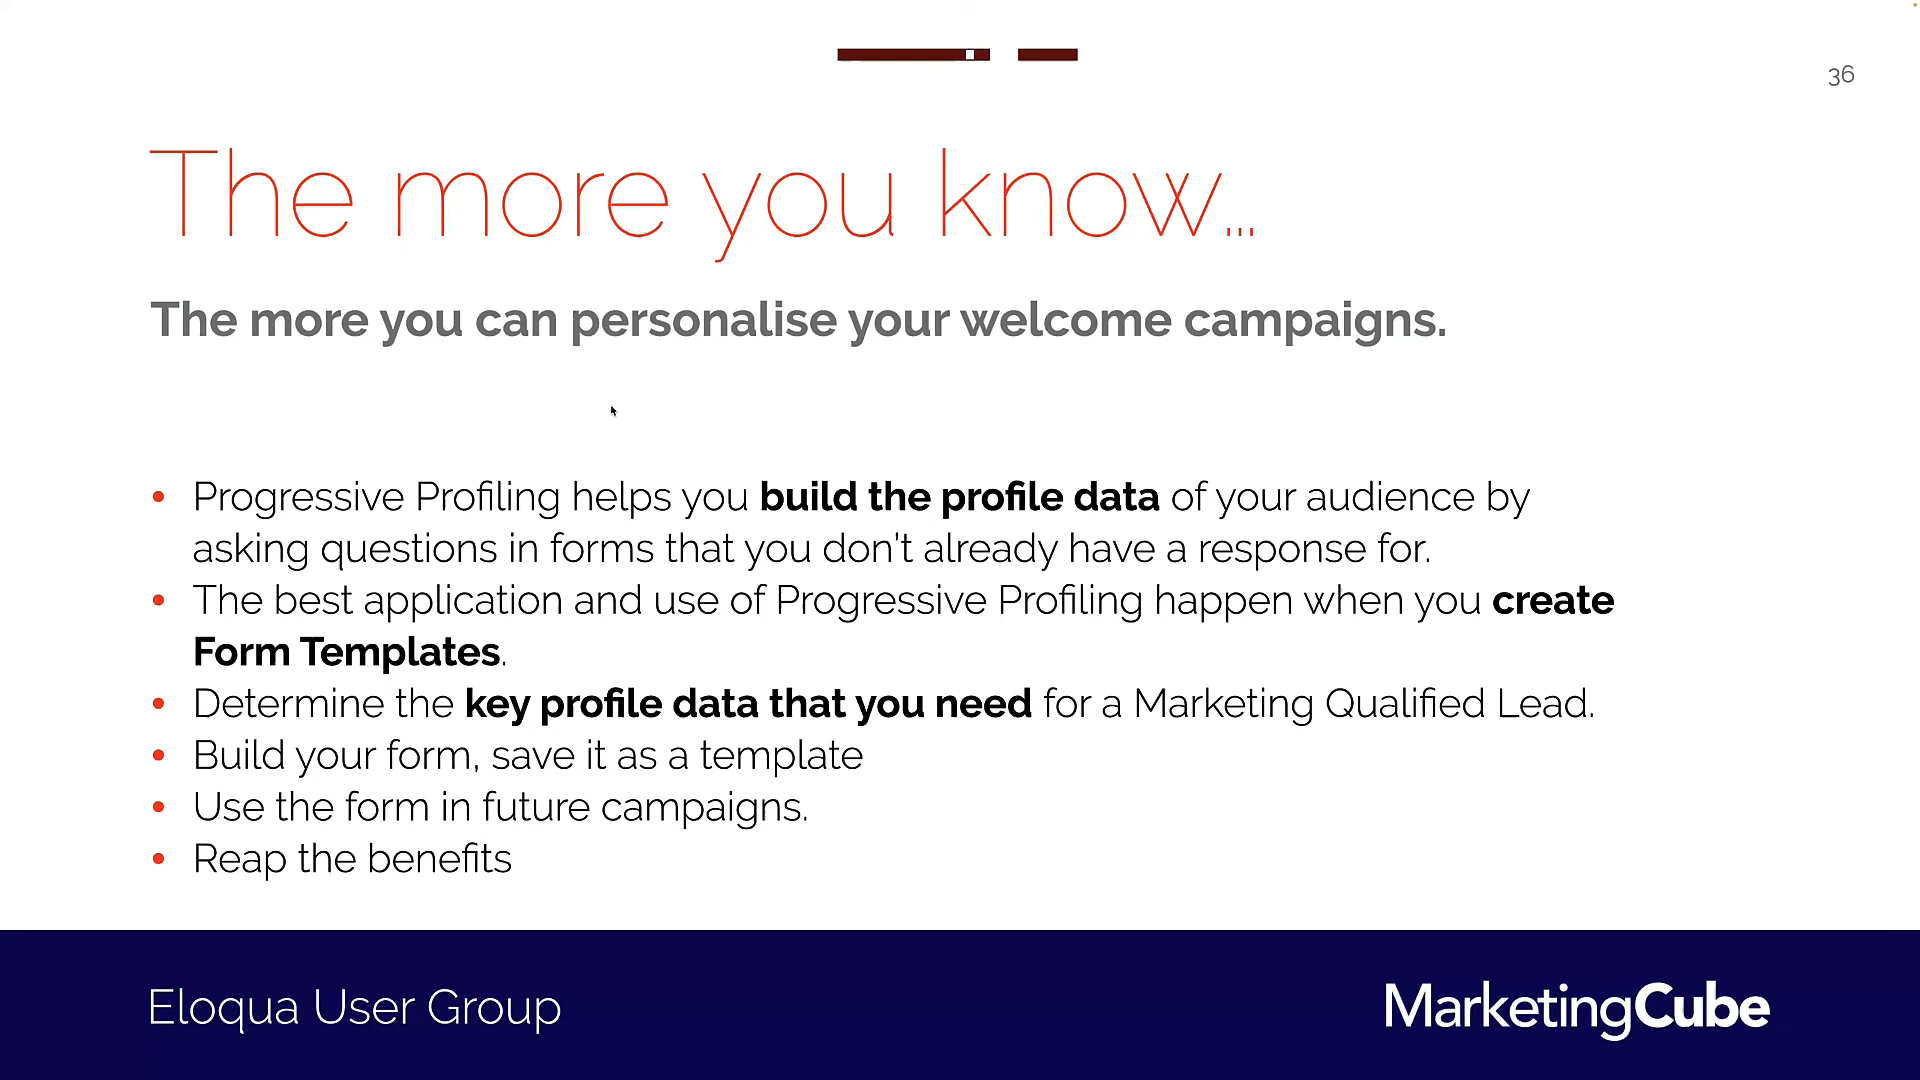 36
The more you know...
The more you can personalise your welcome campaigns.
• Progressive Profiling helps you build the profile data of your audience by
asking questions in forms that you don't already have a response for.
• The best application and use of Progressive Profiling happen when you create
Form Templates.
• Determine the key profile data that you need for a Marketing Qualified Lead.
• Build your form, save it as a template
• Use the form in future campaigns.
• Reap the benefits
Eloqua User Group
MarketingCube